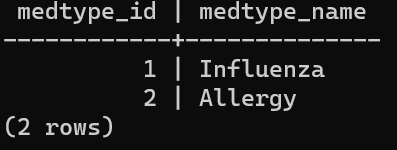 medtype_id | medtype_name
------------+--------------
1 | Influenza
2 | Allergy
(2 rows)